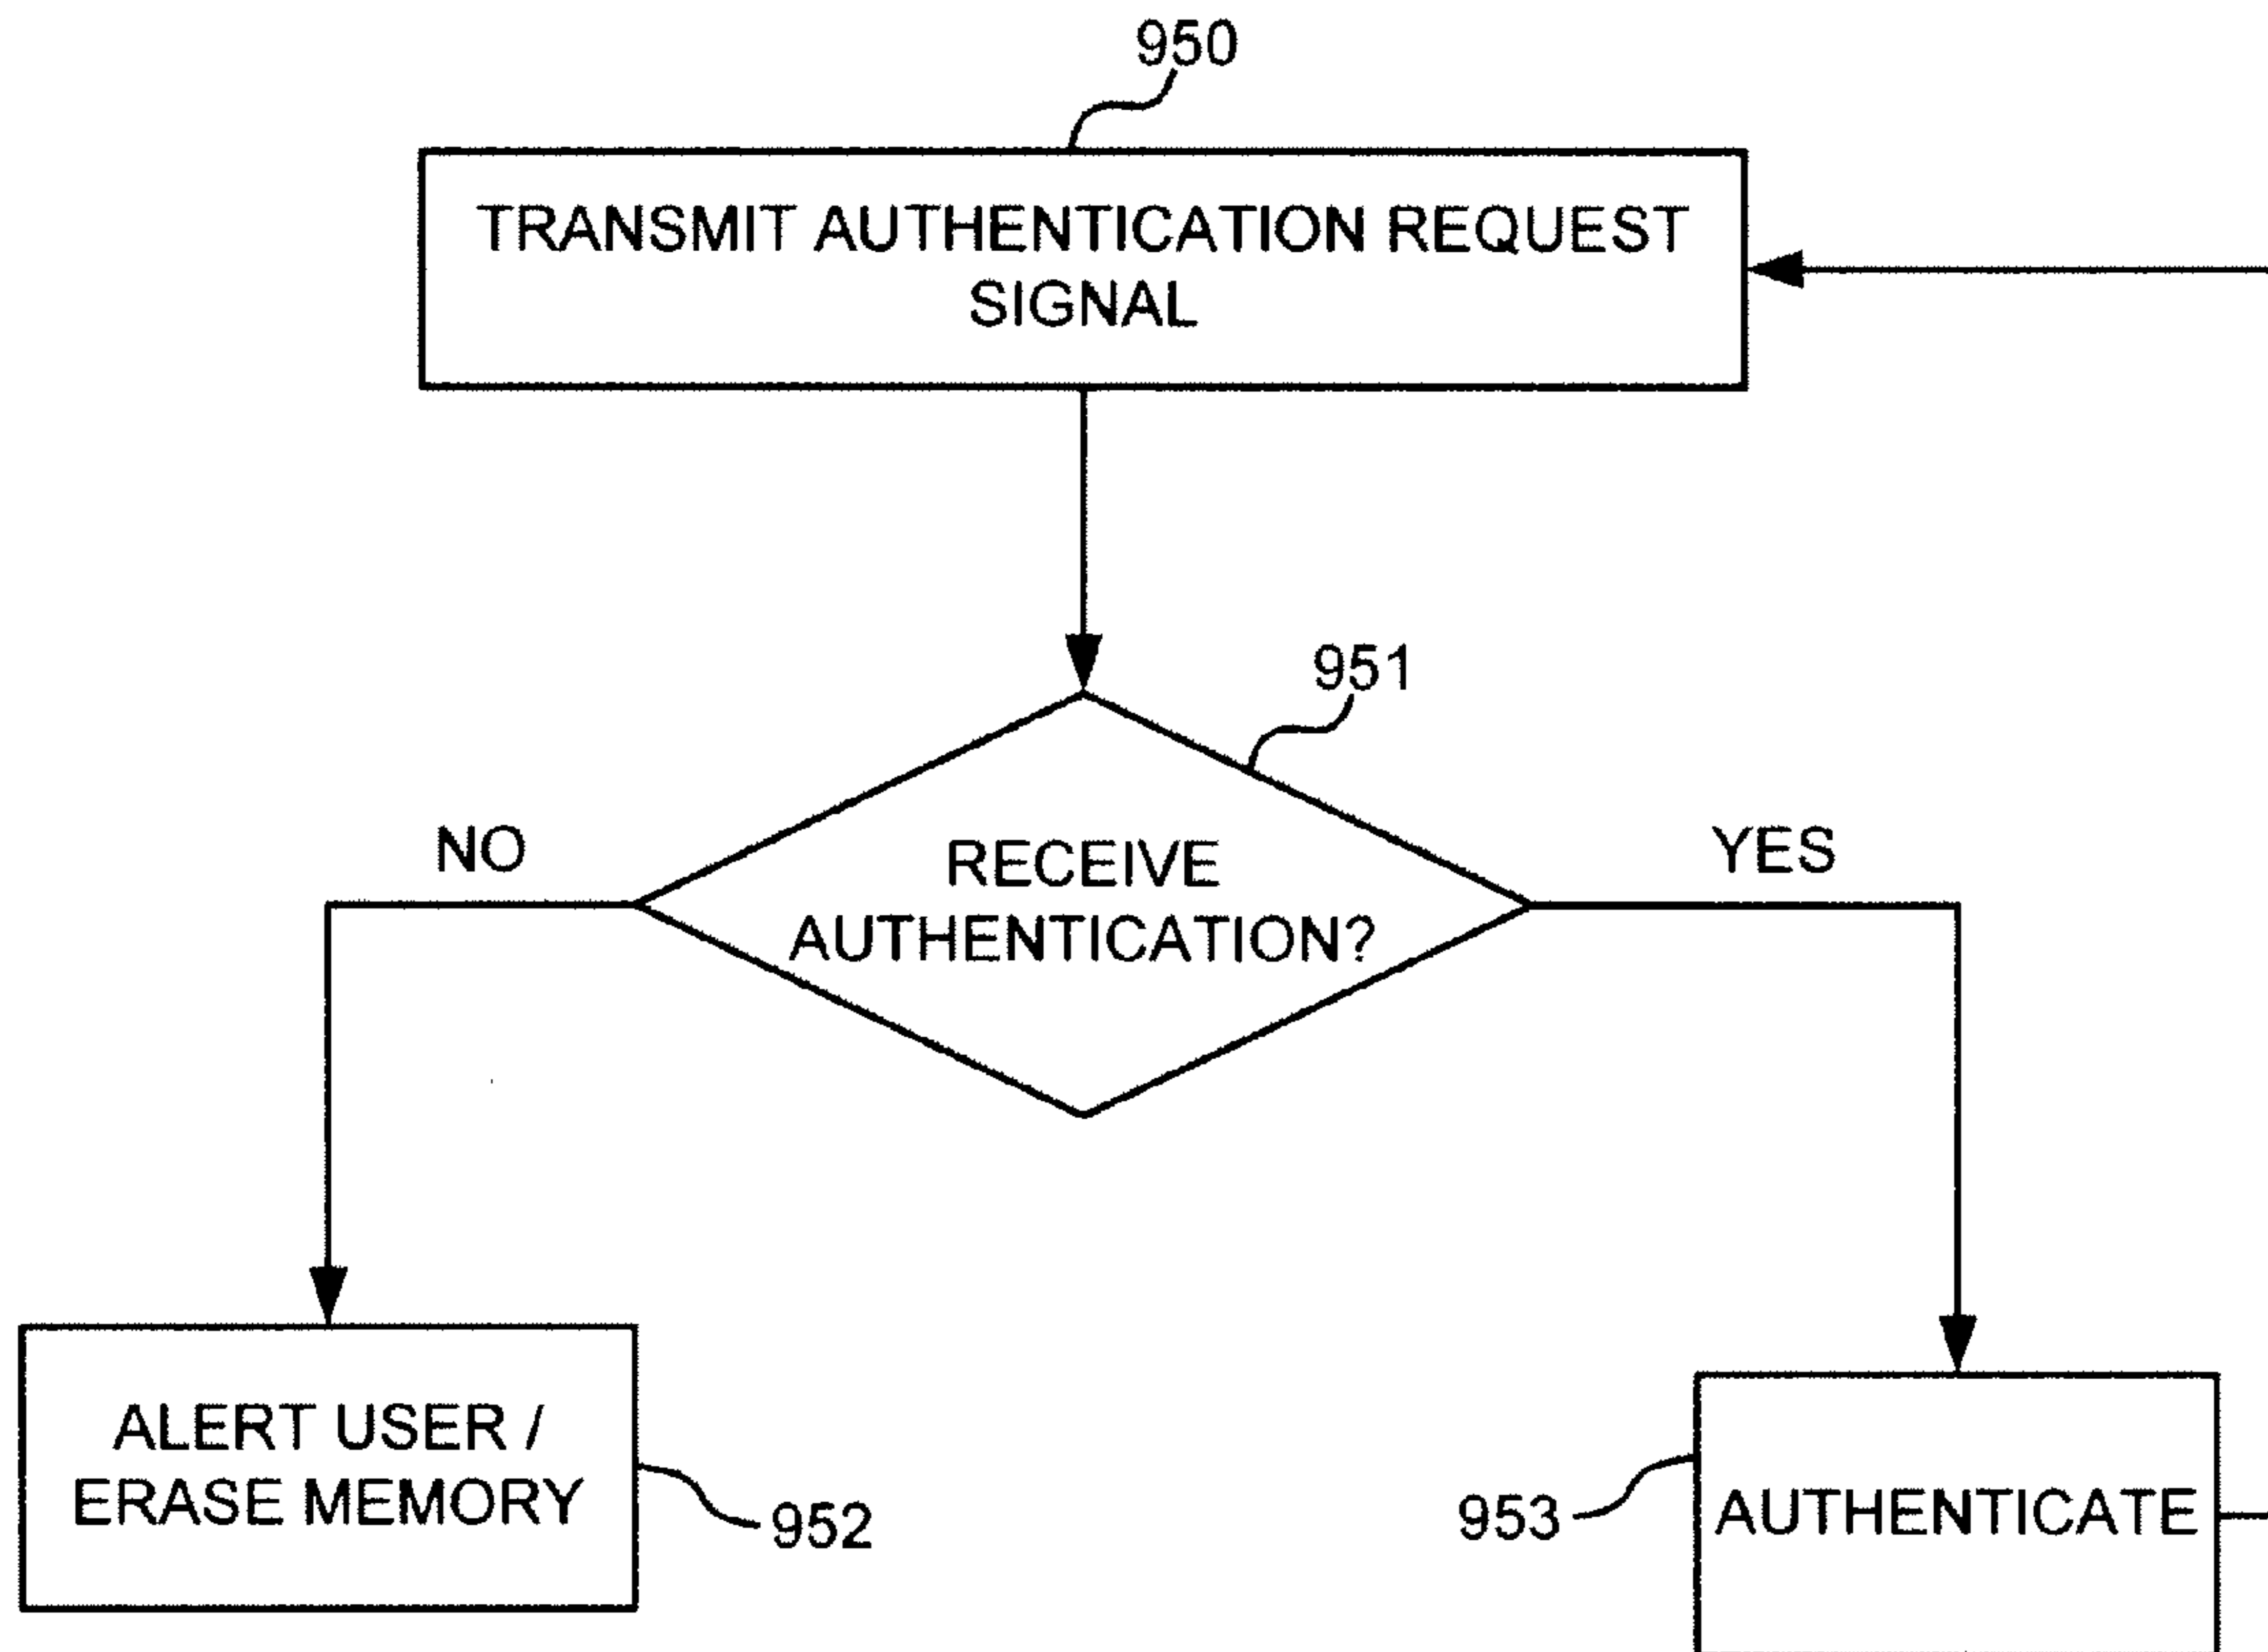 950
TRANSMIT AUTHENTICATION REQUEST
SIGNAL
951
NO
RECEIVE
AUTHENTICATION?
YES
ALERT USER /
ERASE MEMORY
952
953
AUTHENTICATE